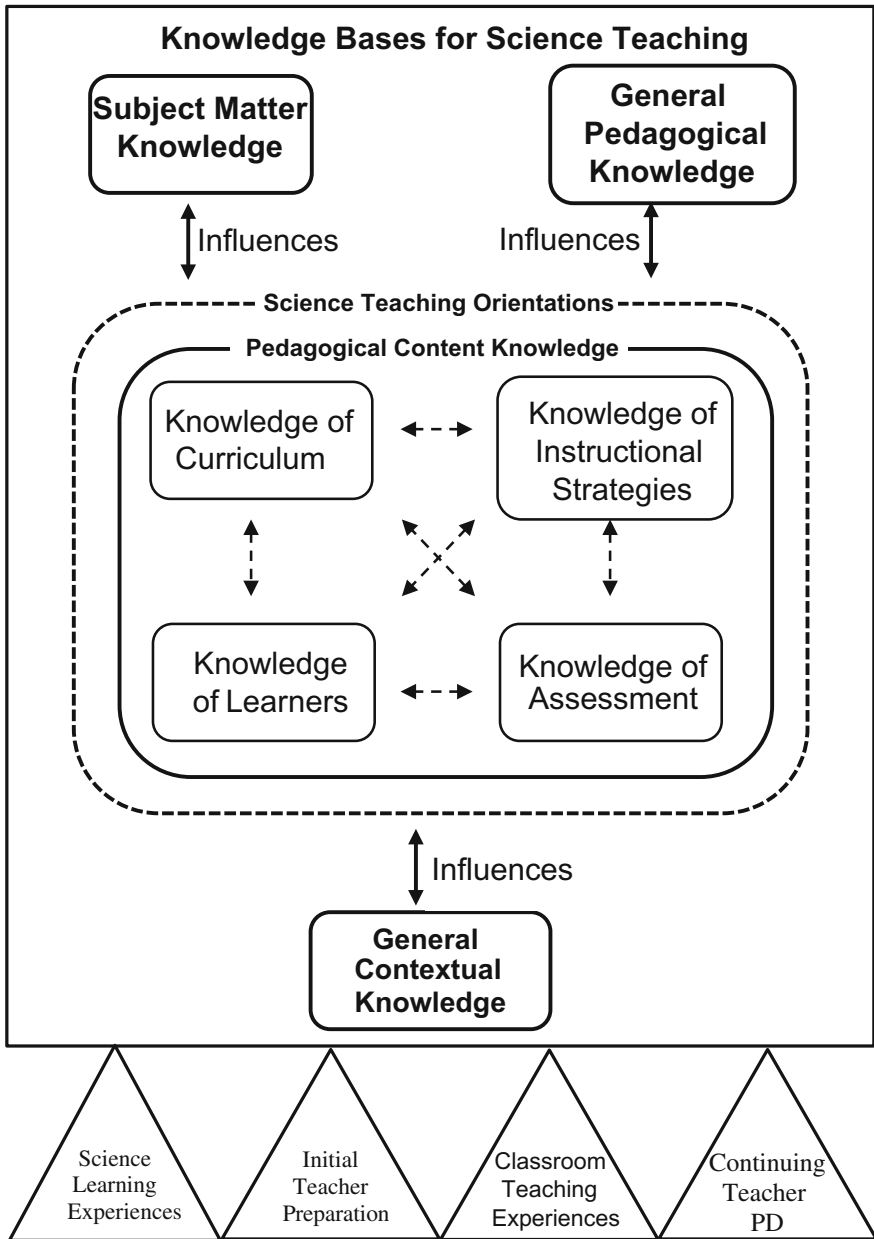 Knowledge Bases for Science Teaching
Subject Matter
Knowledge
General
Pedagogical
Knowledge
Influences
Influences
Science Teaching Orientations
Pedagogical Content Knowledge
Knowledge of
Curriculum
Knowledge of
Instructional
Strategies
Knowledge
of Learners
Knowledge of
Assessment
Influences
General
Contextual
Knowledge
Science
Learning
Experiences
Initial
Teacher
Preparation
Classroom
Teaching
Experiences
Continuing
Teacher
PD